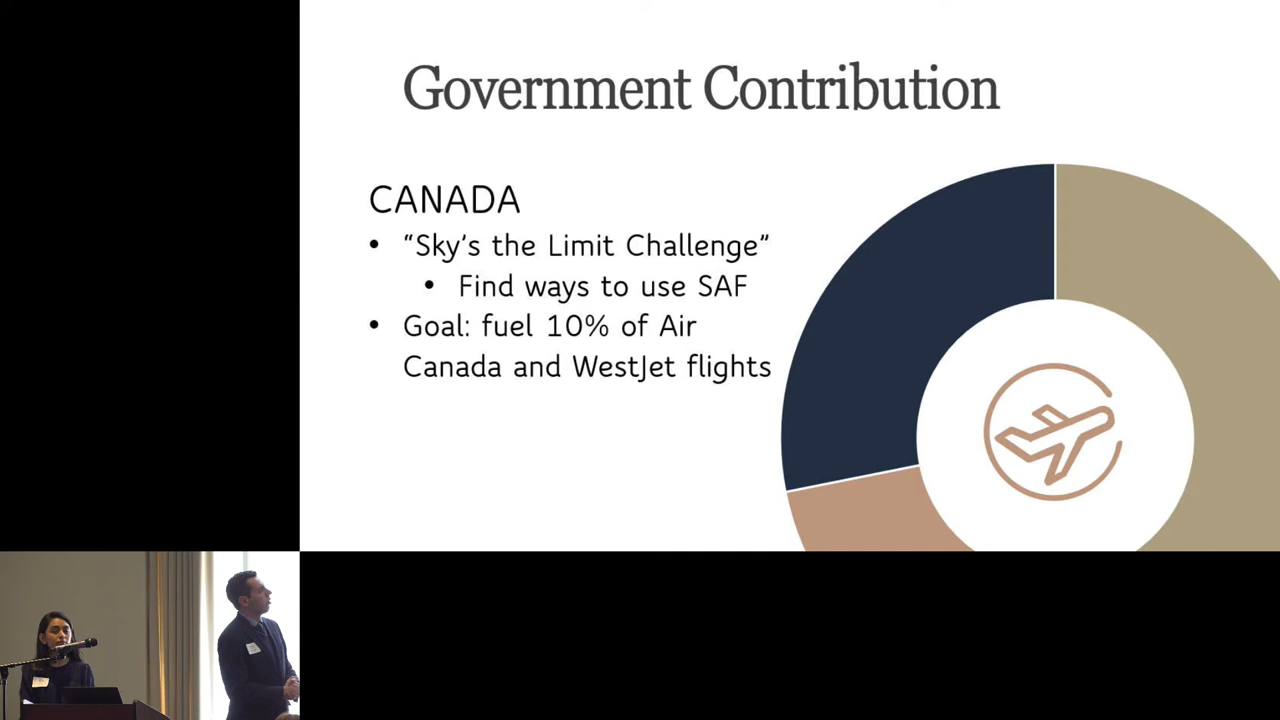 Government Contribution
CANADA
• “Sky’s the Limit Challenge”
• Find ways to use SAF
• Goal: fuel 10% of Air
Canada and WestJet flights